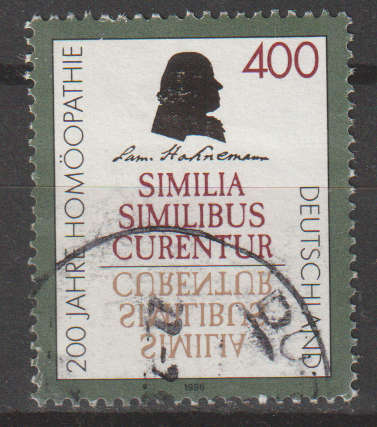 400
Sam. Hahnemann
SIMILIA
SIMILIBUS
CURENTUR
CURENTUR
SIMILIBUS
SIMILIA
200 JAHRE HOMÖOPATHIE
DEUTSCHLAND
1996